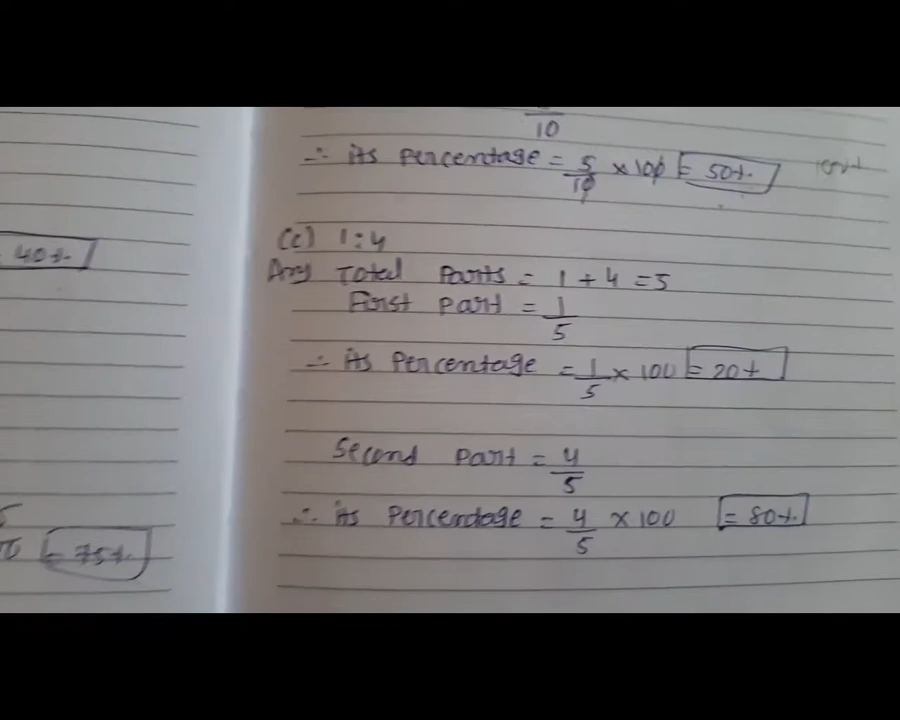 40%
75%
10
∴ its percentage = 5/10 × 100 = 50%
(c) 1:4
Ans Total Parts = 1 + 4 = 5
First part = 1/5
∴ its Percentage = 1/5 × 100 = 20%
Second part = 4/5
∴ its Percentage = 4/5 × 100 = 80%